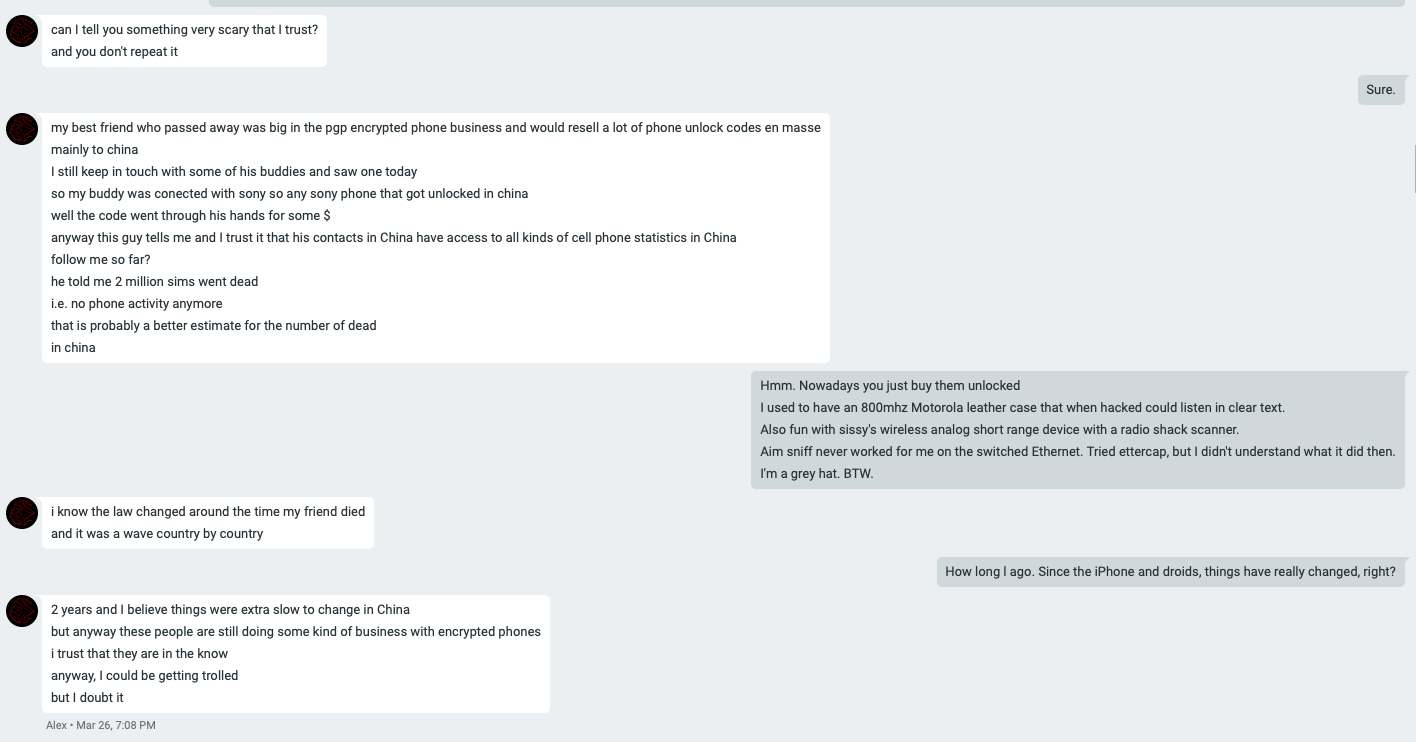 can I tell you something very scary that I trust?
and you don't repeat it
Sure.
my best friend who passed away was big in the pgp encrypted phone business and would resell a lot of phone unlock codes en masse
mainly to china
I still keep in touch with some of his buddies and saw one today
so my buddy was conected with sony so any sony phone that got unlocked in china
well the code went through his hands for some $
anyway this guy tells me and I trust it that his contacts in China have access to all kinds of cell phone statistics in China
follow me so far?
he told me 2 million sims went dead
i.e. no phone activity anymore
that is probably a better estimate for the number of dead
in china
Hmm. Nowadays you just buy them unlocked
I used to have an 800mhz Motorola leather case that when hacked could listen in clear text.
Also fun with sissy's wireless analog short range device with a radio shack scanner.
Aim sniff never worked for me on the switched Ethernet. Tried ettercap, but I didn't understand what it did then.
I'm a grey hat. BTW.
i know the law changed around the time my friend died
and it was a wave country by country
How long l ago. Since the iPhone and droids, things have really changed, right?
2 years and I believe things were extra slow to change in China
but anyway these people are still doing some kind of business with encrypted phones
i trust that they are in the know
anyway, I could be getting trolled
but I doubt it
Alex • Mar 26, 7:08 PM